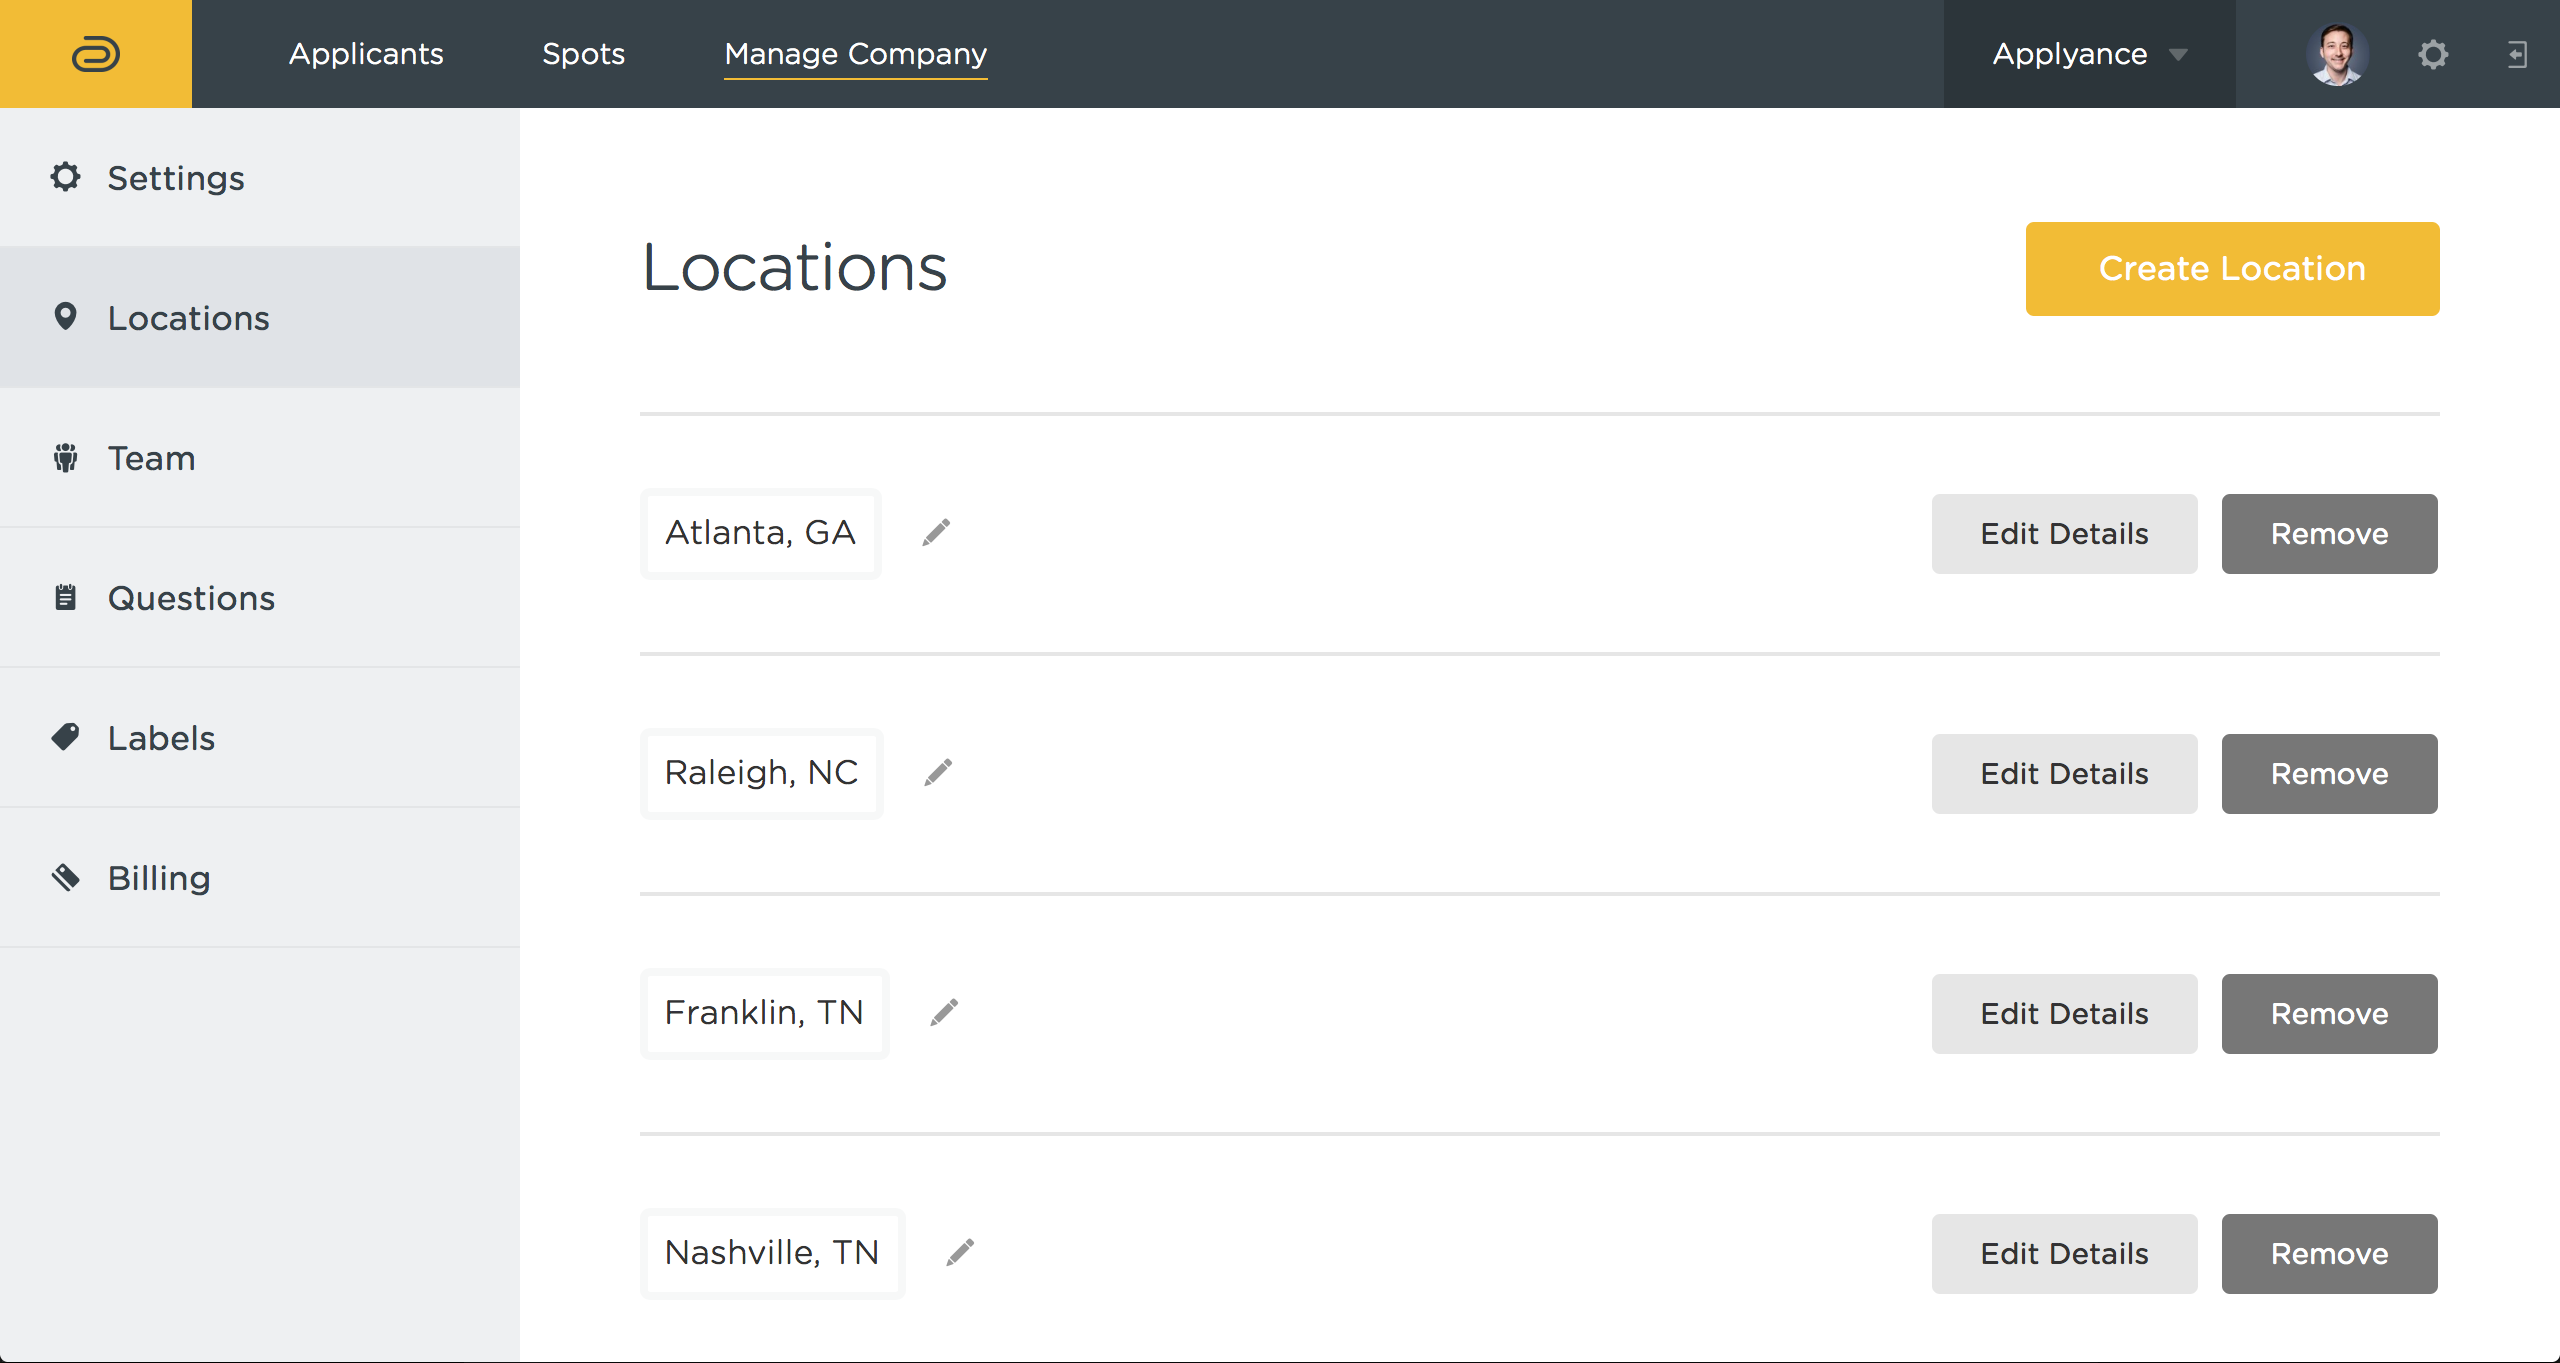 Applicants Spots Manage Company Applyance
Settings
Locations
Team
Questions
Labels
Billing
Locations Create Location
Atlanta, GA Edit Details Remove
Raleigh, NC Edit Details Remove
Franklin, TN Edit Details Remove
Nashville, TN Edit Details Remove